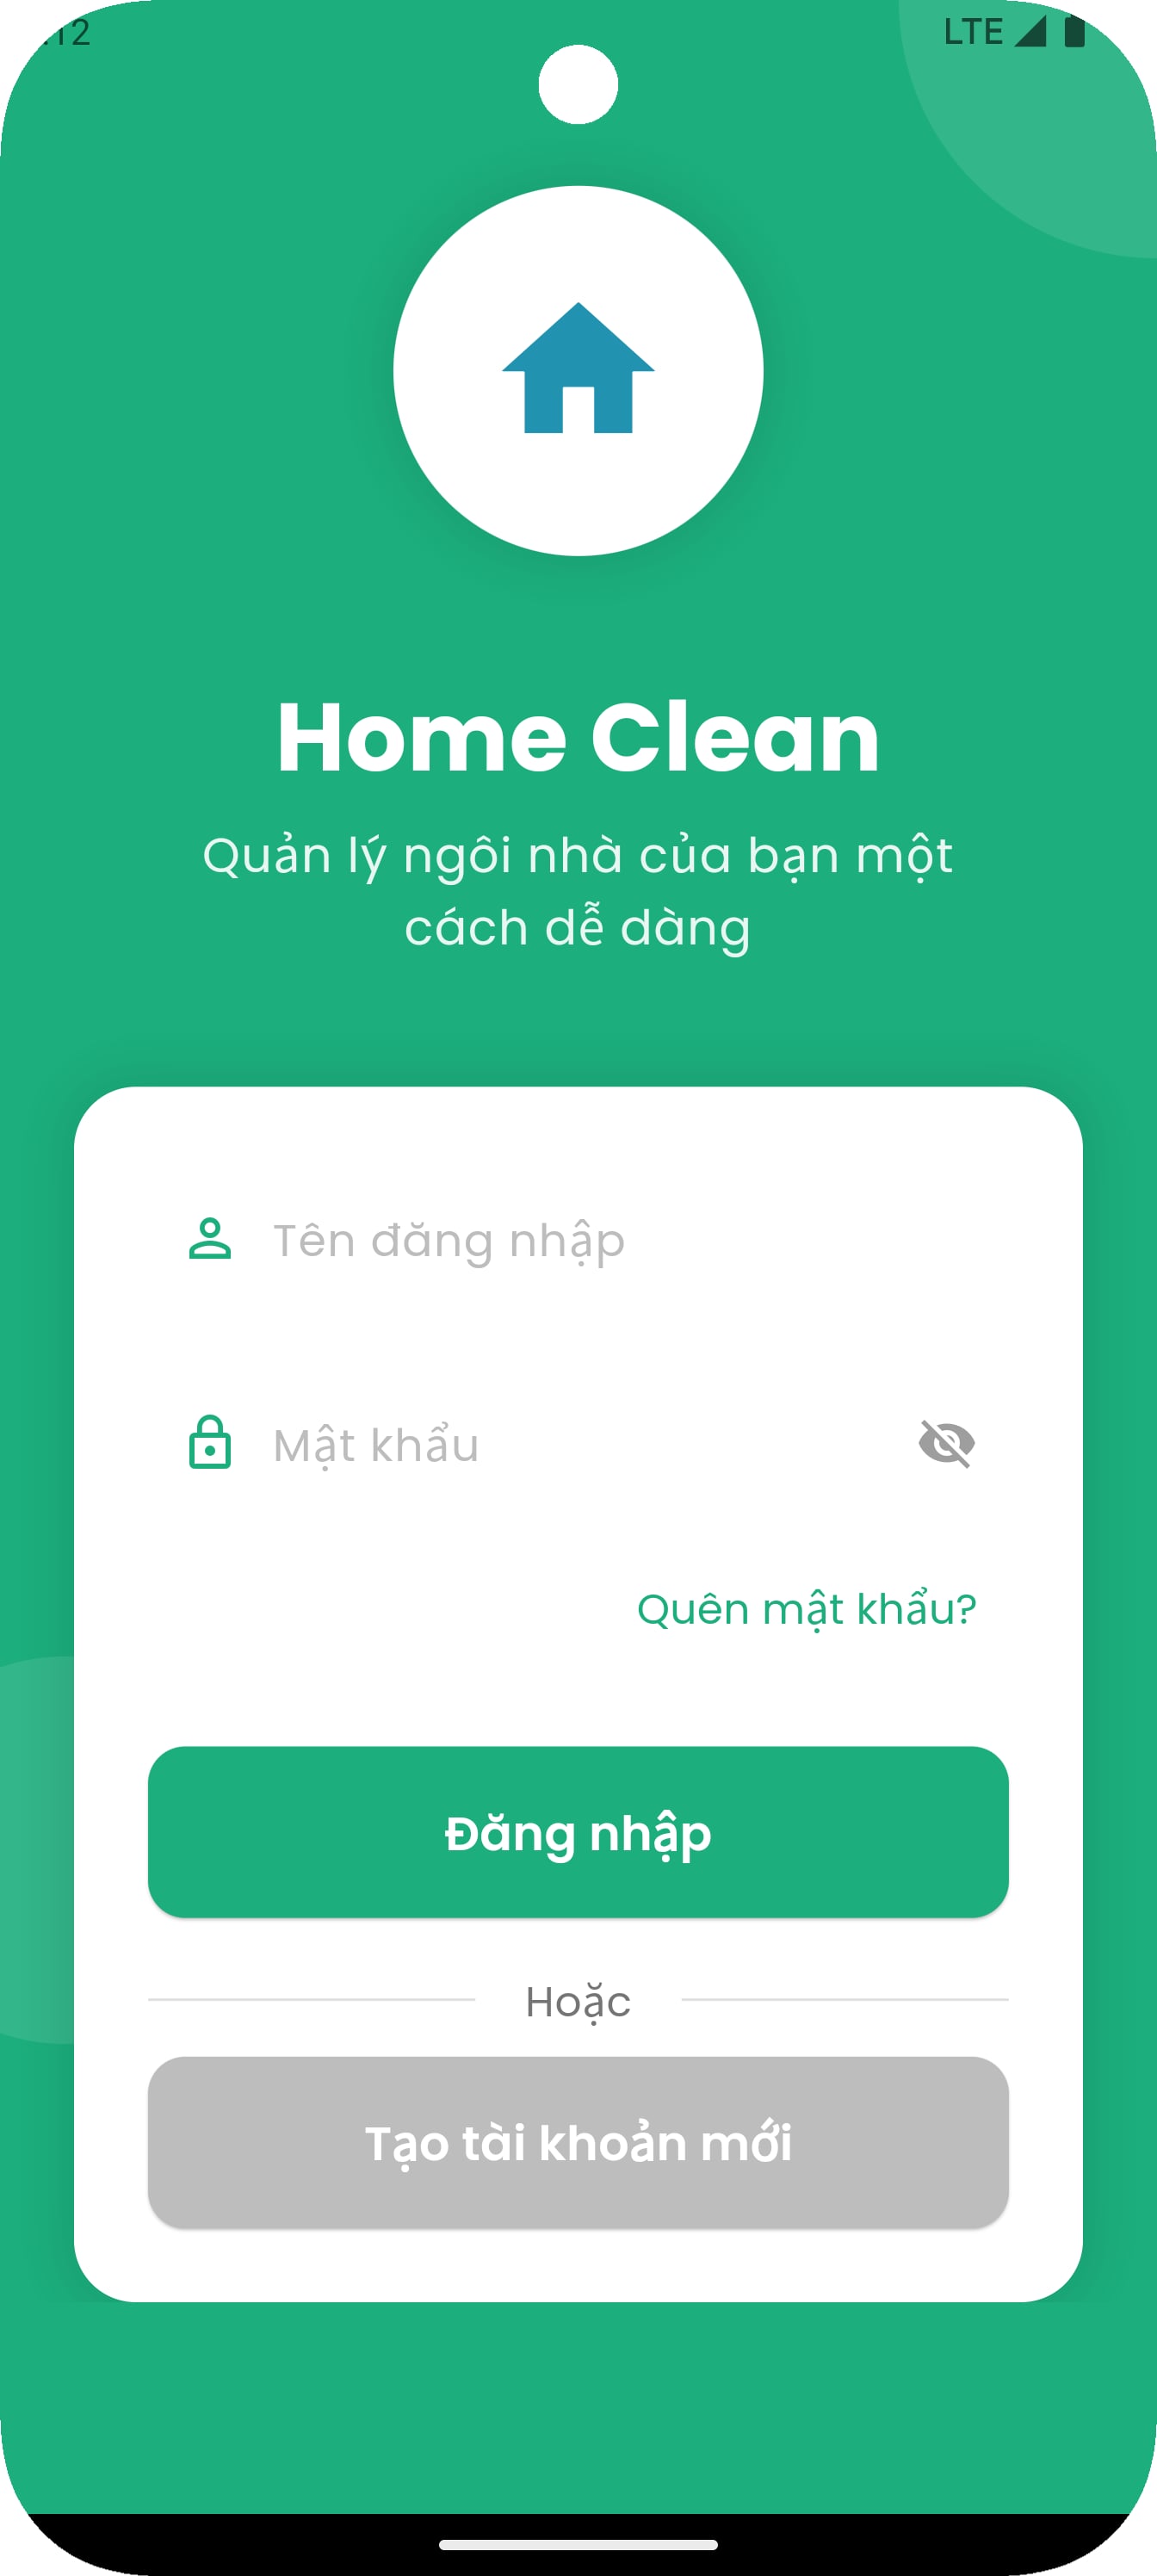 LTE
Home Clean
Quản lý ngôi nhà của bạn một
cách dễ dàng
Tên đăng nhập
Mật khẩu
Quên mật khẩu?
Đăng nhập
Hoặc
Tạo tài khoản mới